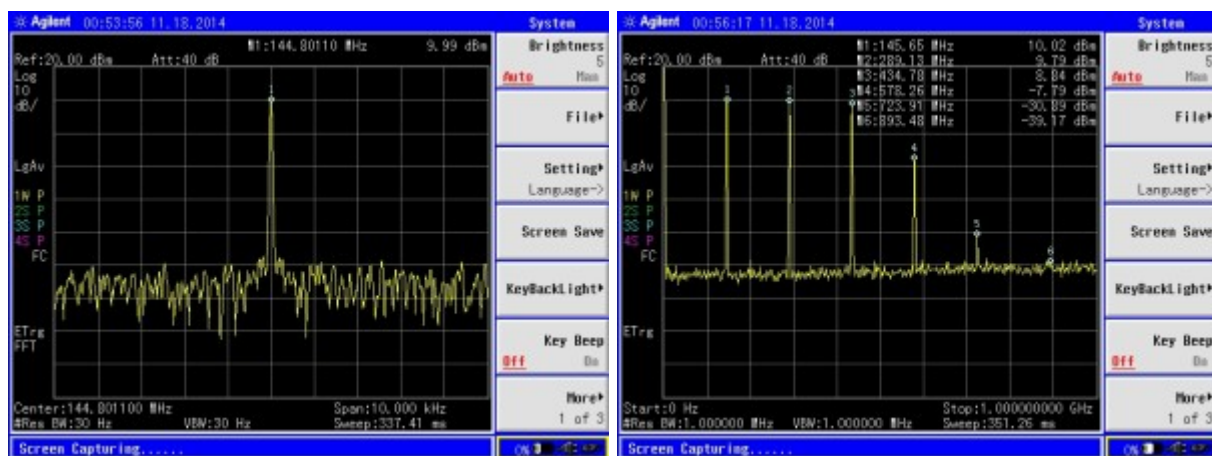 Agilent 00:53:56 11.18.2014 System
M1:144.80110 MHz 9.99 dBm
Ref:20.00 dBm Att:40 dB
Log
10
dB/
LgAv
1W P
2S P
3S P
4S P
FC
ETrg
FFT
1
Center:144.801100 MHz Span:10.000 kHz
#Res BW:30 Hz VBW:30 Hz Sweep:337.41 ms
Screen Capturing......
Brightness
5
Auto Man
File
Setting
Language->
Screen Save
KeyBackLight
Key Beep
Off On
More
1 of 3
0%
Agilent 00:56:17 11.18.2014 System
M1:145.65 MHz 10.02 dBm
Ref:20.00 dBm Att:40 dB M2:289.13 MHz 9.79 dBm
M3:434.78 MHz 8.84 dBm
M4:578.26 MHz -7.79 dBm
M5:723.91 MHz -30.89 dBm
M6:893.48 MHz -39.17 dBm
Log
10
dB/
LgAv
1W P
2S P
3S P
4S P
FC
ETrg
1 2 3 4 5 6
Start:0 Hz Stop:1.000000000 GHz
#Res BW:1.000000 MHz VBW:1.000000 MHz Sweep:351.26 ms
Screen Capturing......
Brightness
5
Auto Man
File
Setting
Language->
Screen Save
KeyBackLight
Key Beep
Off On
More
1 of 3
0%